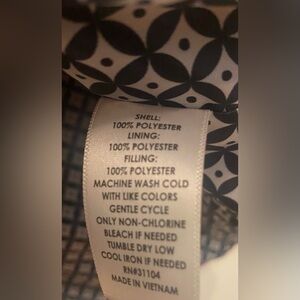 SHELL:
100% POLYESTER
LINING:
100% POLYESTER
FILLING:
100% POLYESTER
MACHINE WASH COLD
WITH LIKE COLORS
GENTLE CYCLE
ONLY NON-CHLORINE
BLEACH IF NEEDED
TUMBLE DRY LOW
COOL IRON IF NEEDED
RN#31104
MADE IN VIETNAM